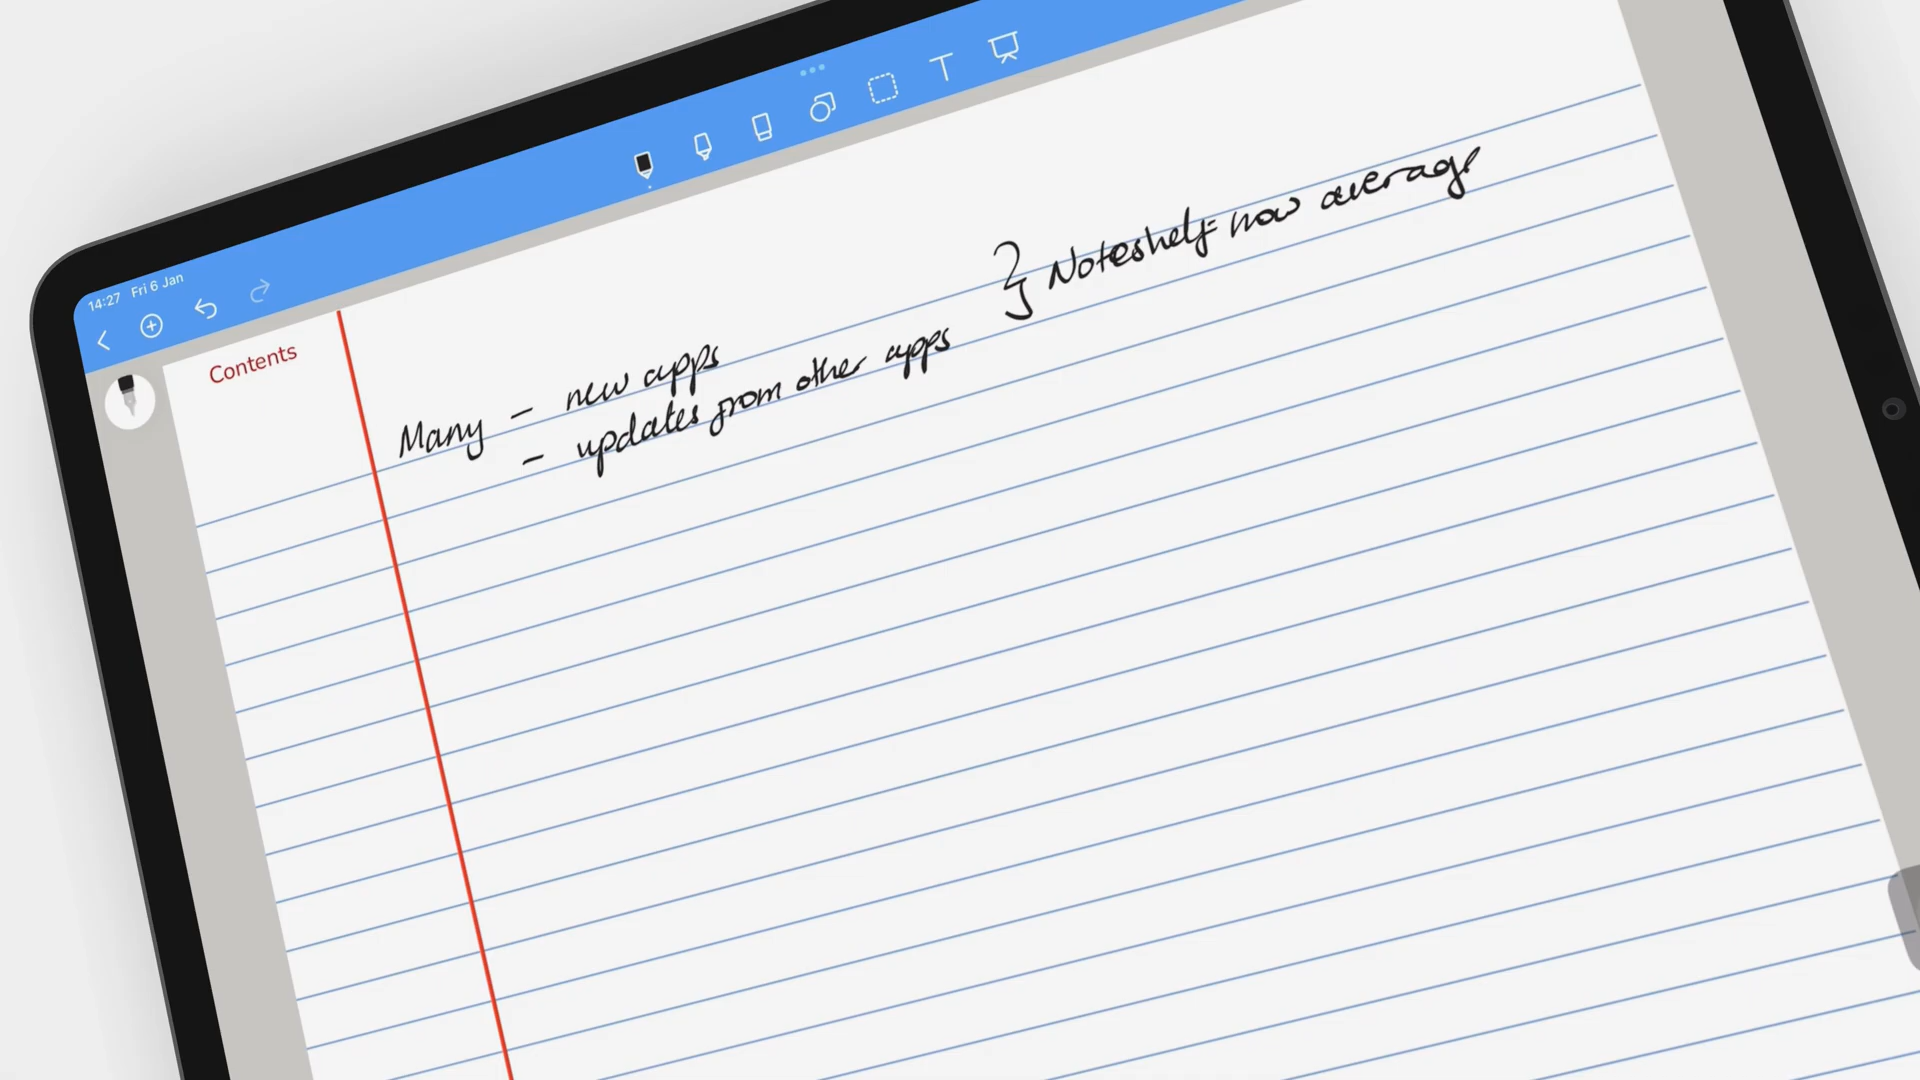 14:27 Fri 6 Jan
Contents
Many - new apps
- updates from other apps
} Noteshelf = now average